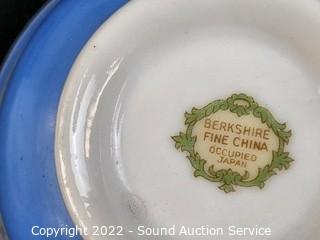 BERKSHIRE
FINE CHINA
OCCUPIED
JAPAN
Copyright 2022 - Sound Auction Service